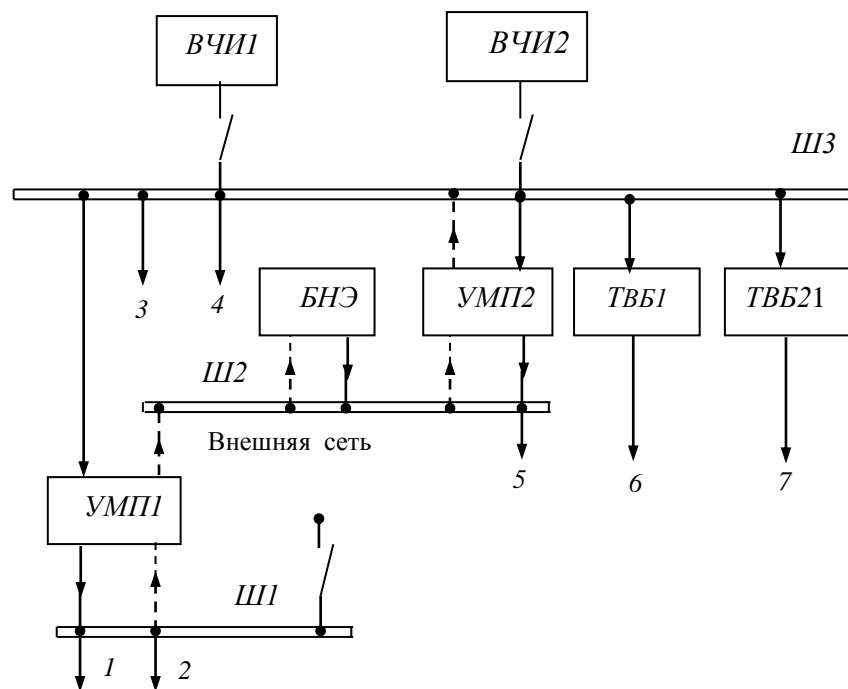 ВЧИ1
ВЧИ2
Ш3
3
4
БНЭ
УМП2
ТВБ1
ТВБ21
Ш2
Внешняя сеть
5
6
7
УМП1
Ш1
1
2